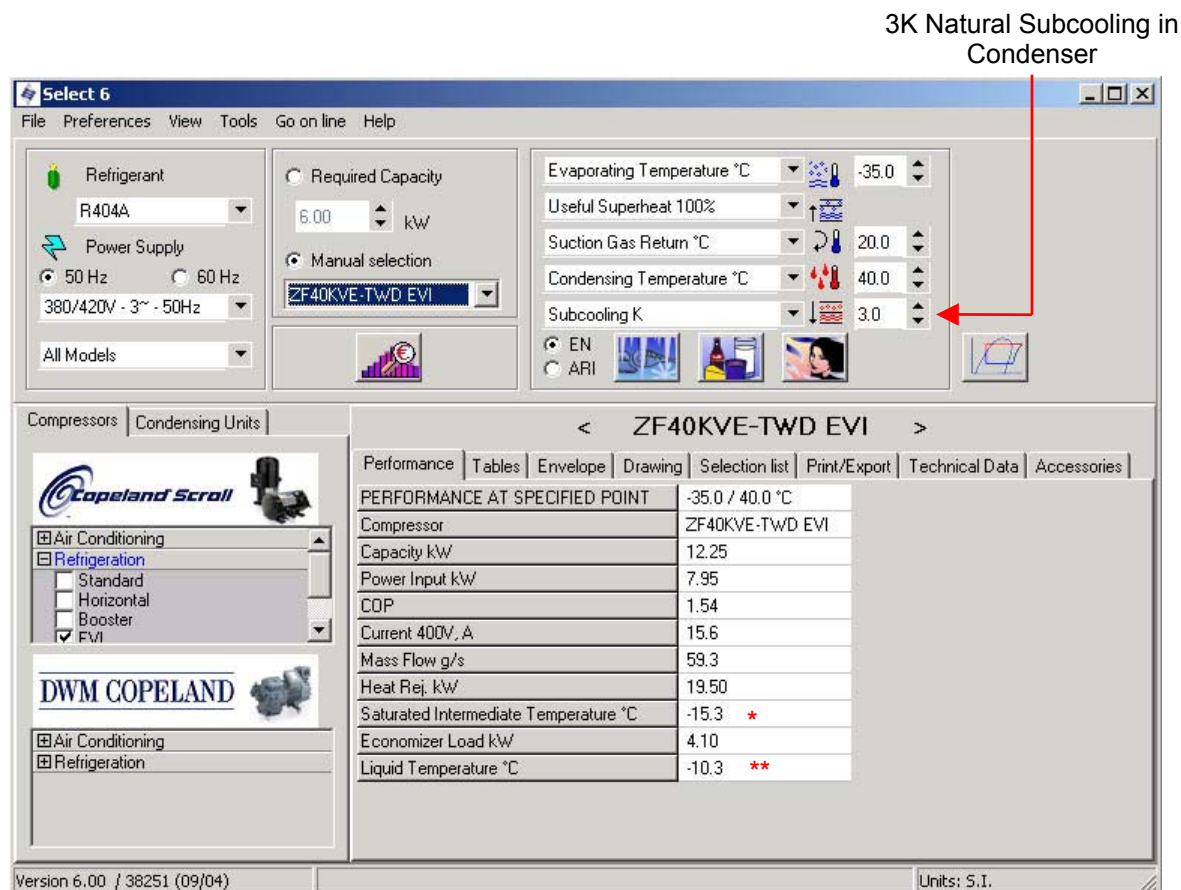 3K Natural Subcooling in
Condenser
Select 6
File Preferences View Tools Go on line Help
Refrigerant
R404A
Power Supply
50 Hz 60 Hz
380/420V - 3~ - 50Hz
All Models
Required Capacity
6.00 kW
Manual selection
ZF40KVE-TWD EVI
Evaporating Temperature °C -35.0
Useful Superheat 100%
Suction Gas Return °C 20.0
Condensing Temperature °C 40.0
Subcooling K 3.0
EN
ARI
Compressors Condensing Units
Copeland Scroll
Air Conditioning
Refrigeration
Standard
Horizontal
Booster
EVI
DWM COPELAND
Air Conditioning
Refrigeration
< ZF40KVE-TWD EVI >
Performance Tables Envelope Drawing Selection list Print/Export Technical Data Accessories
PERFORMANCE AT SPECIFIED POINT -35.0 / 40.0 °C
Compressor ZF40KVE-TWD EVI
Capacity kW 12.25
Power Input kW 7.95
COP 1.54
Current 400V, A 15.6
Mass Flow g/s 59.3
Heat Rej. kW 19.50
Saturated Intermediate Temperature °C -15.3 *
Economizer Load kW 4.10
Liquid Temperature °C -10.3 **
Version 6.00 / 38251 (09/04) Units: S.I.